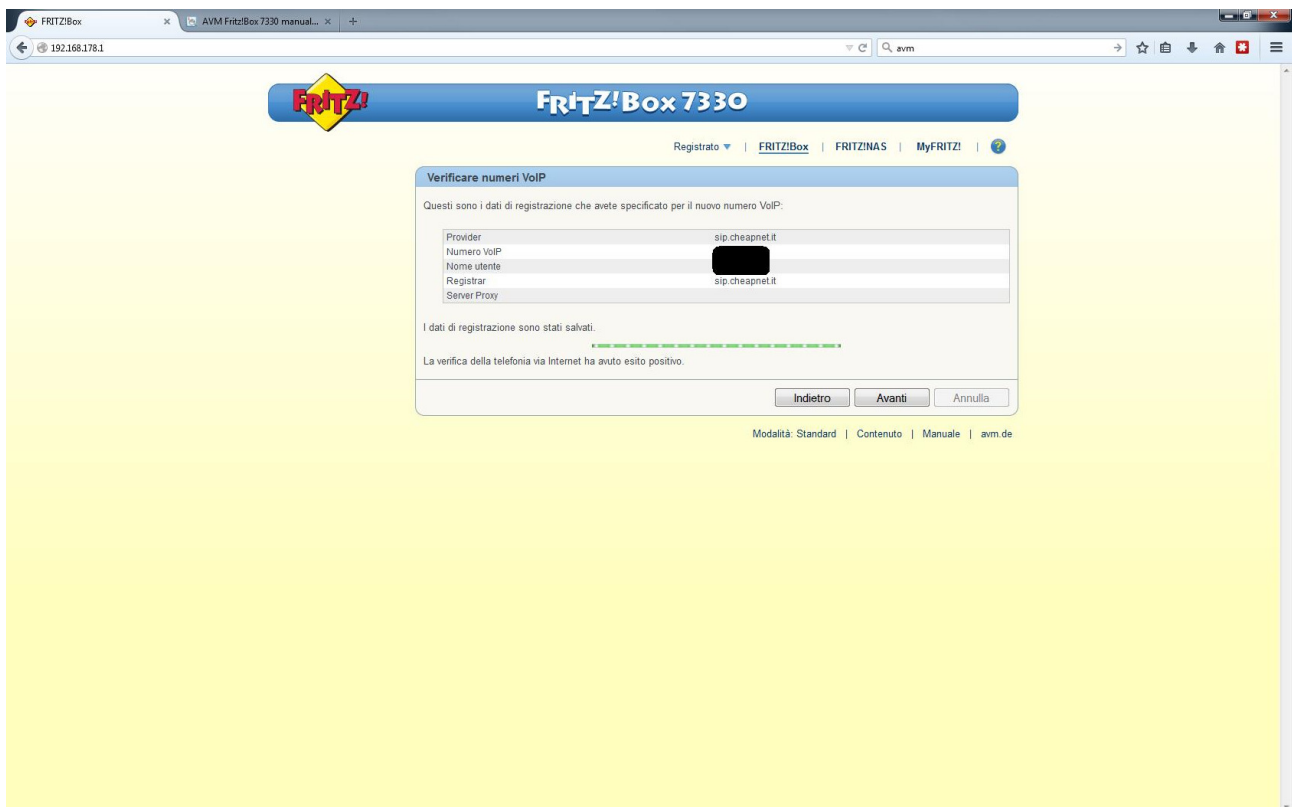 FRITZ!Box
AVM Fritz!Box 7330 manual...
192.168.178.1
avm
FRITZ!
FRITZ!Box 7330
Registrato | FRITZ!Box | FRITZ!NAS | MyFRITZ! | ?
Verificare numeri VoIP
Questi sono i dati di registrazione che avete specificato per il nuovo numero VoIP:
Provider sip.cheapnet.it
Numero VoIP
Nome utente
Registrar sip.cheapnet.it
Server Proxy
I dati di registrazione sono stati salvati.
La verifica della telefonia via Internet ha avuto esito positivo.
Indietro Avanti Annulla
Modalità: Standard | Contenuto | Manuale | avm.de